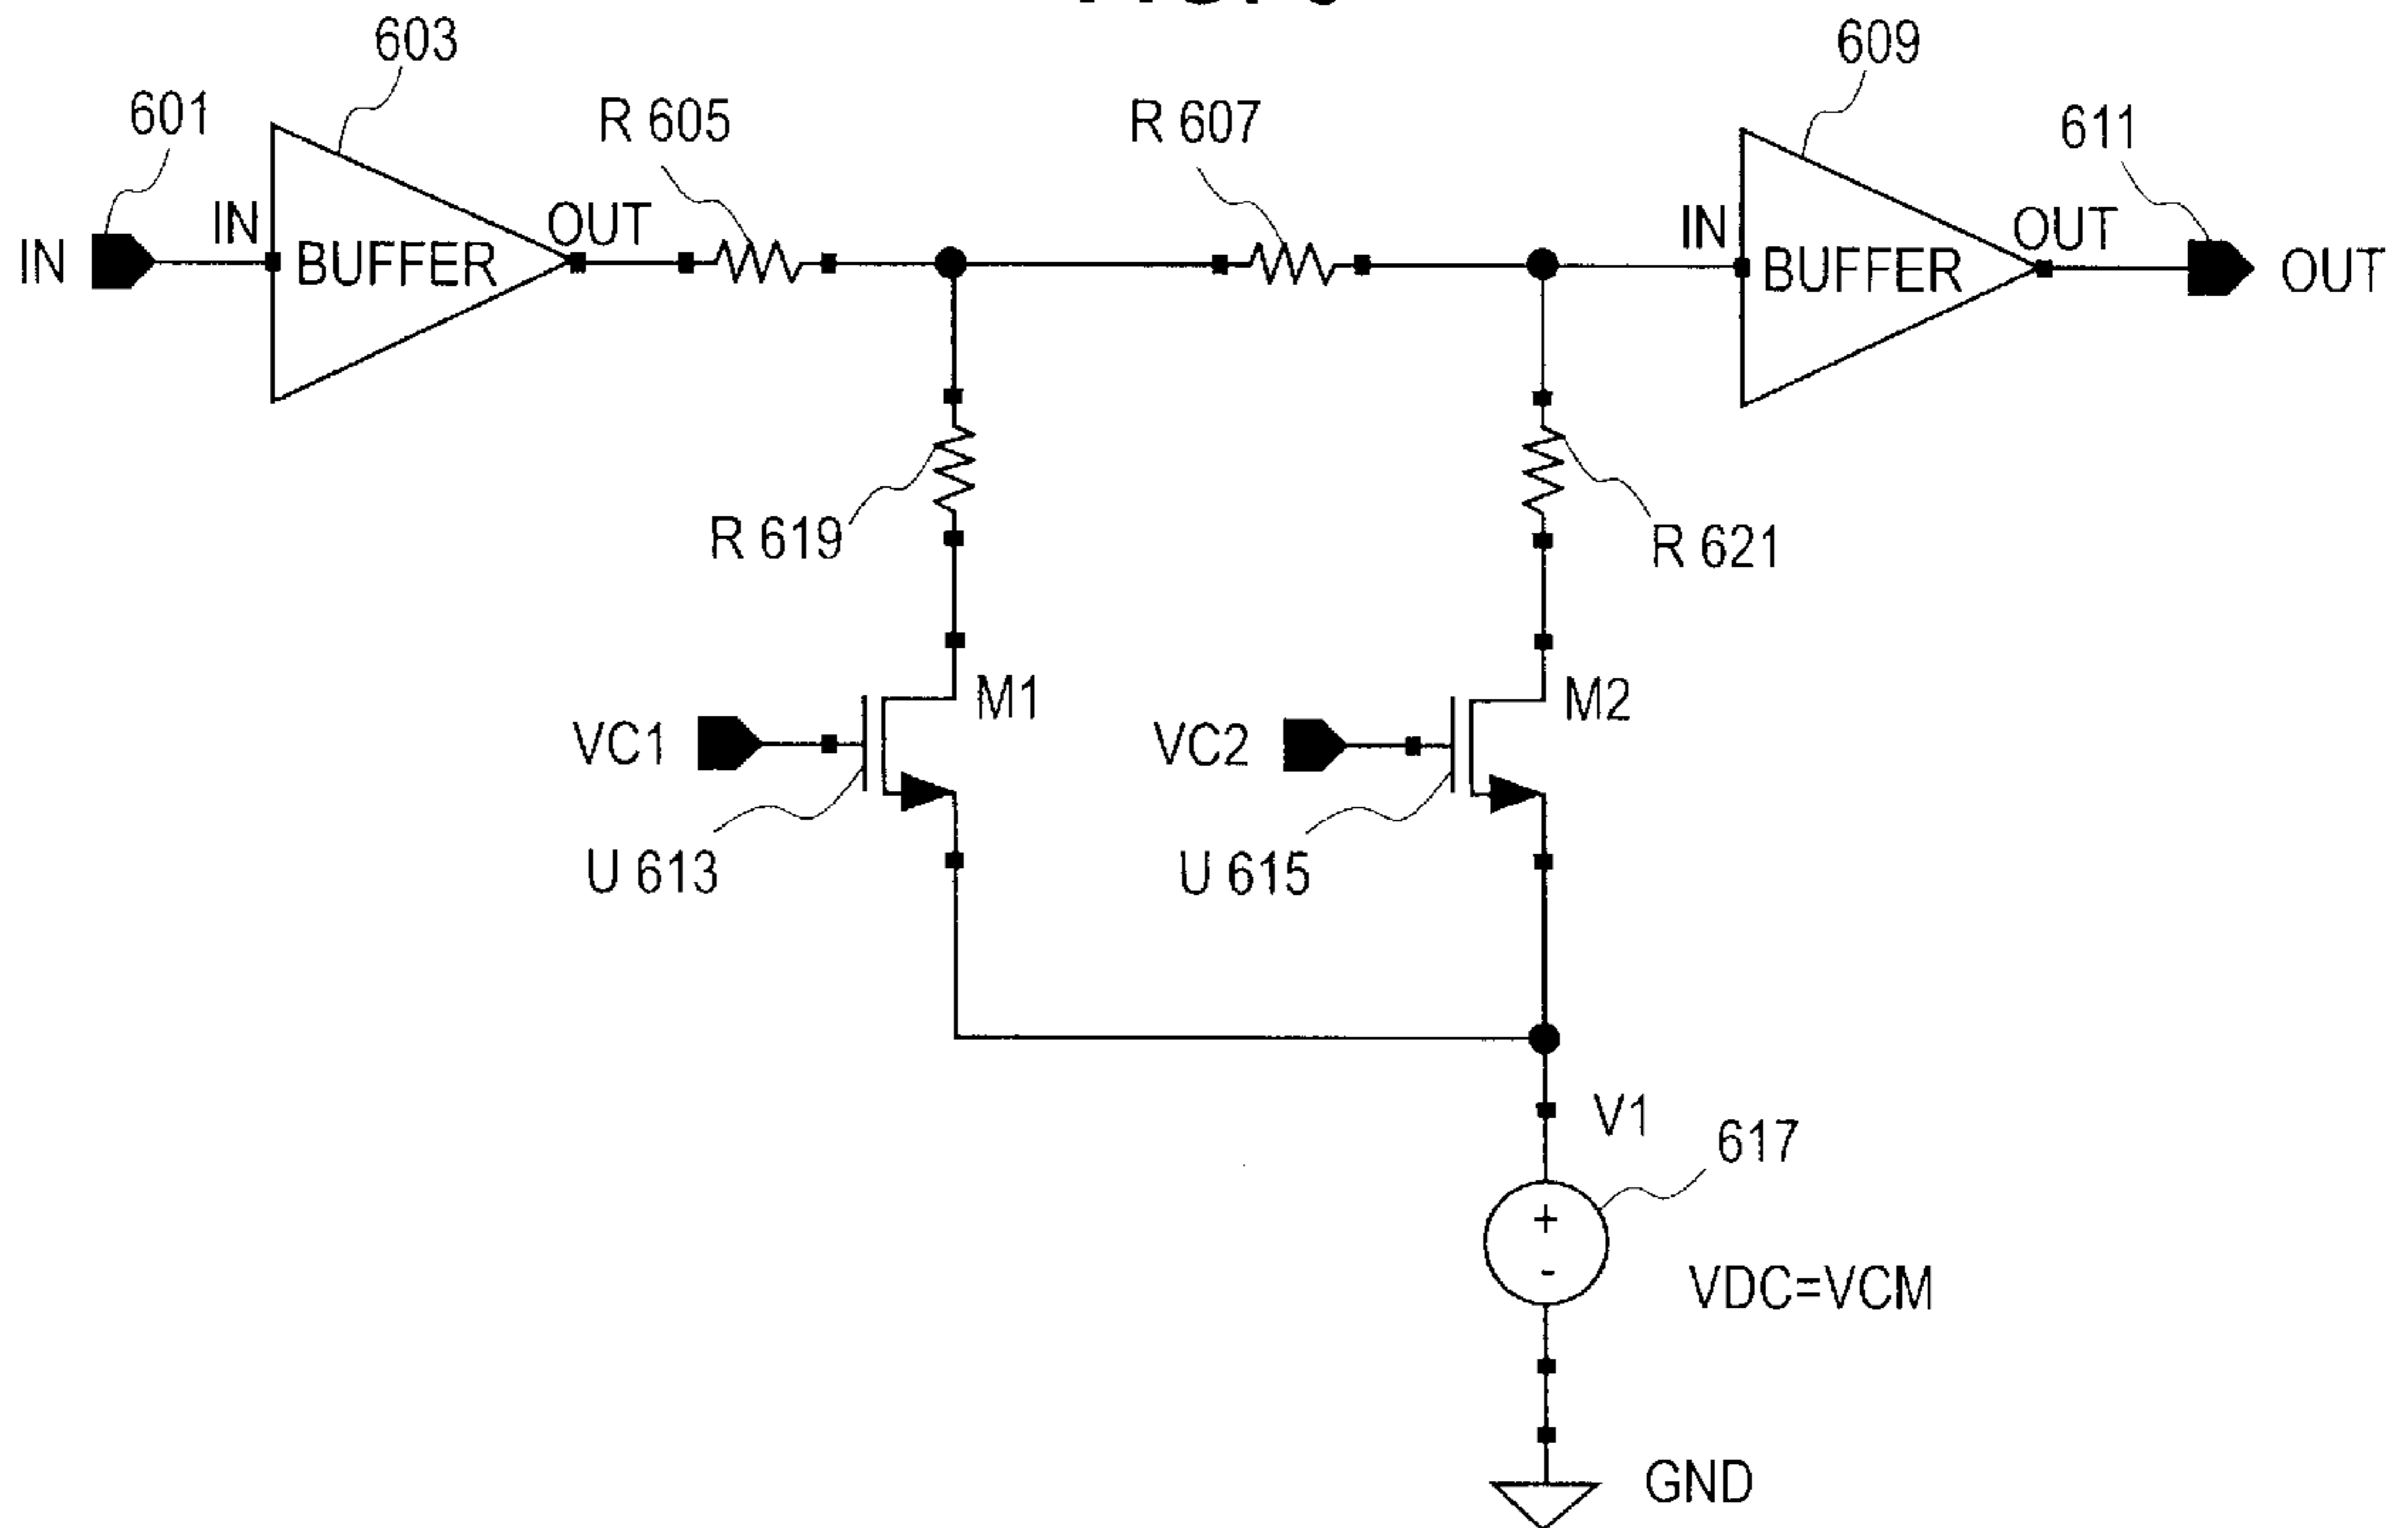 603
609
601
R 605
R 607
611
IN
IN
BUFFER
OUT
IN
BUFFER
OUT
OUT
R 619
R 621
M1
M2
VC1
VC2
U 613
U 615
V1
617
+
-
VDC=VCM
GND